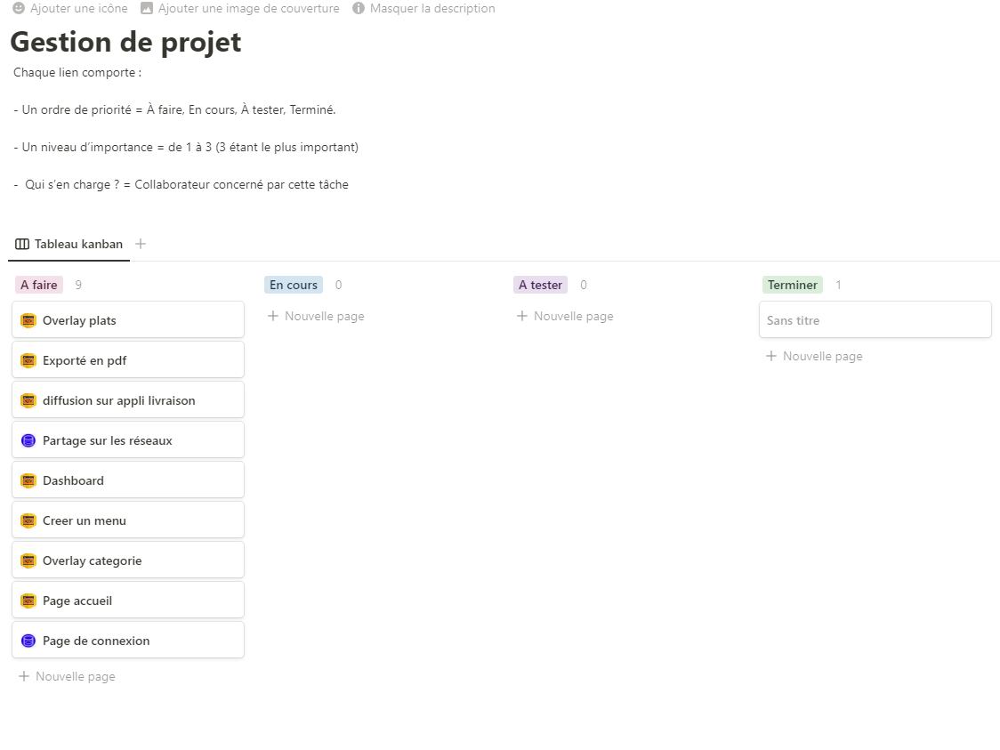 Ajouter une icône Ajouter une image de couverture Masquer la description
Gestion de projet
Chaque lien comporte :
- Un ordre de priorité = À faire, En cours, À tester, Terminé.
- Un niveau d’importance = de 1 à 3 (3 étant le plus important)
- Qui s’en charge ? = Collaborateur concerné par cette tâche
Tableau kanban
A faire 9
Overlay plats
Exporté en pdf
diffusion sur appli livraison
Partage sur les réseaux
Dashboard
Creer un menu
Overlay categorie
Page accueil
Page de connexion
Nouvelle page
En cours 0
Nouvelle page
A tester 0
Nouvelle page
Terminer 1
Sans titre
Nouvelle page